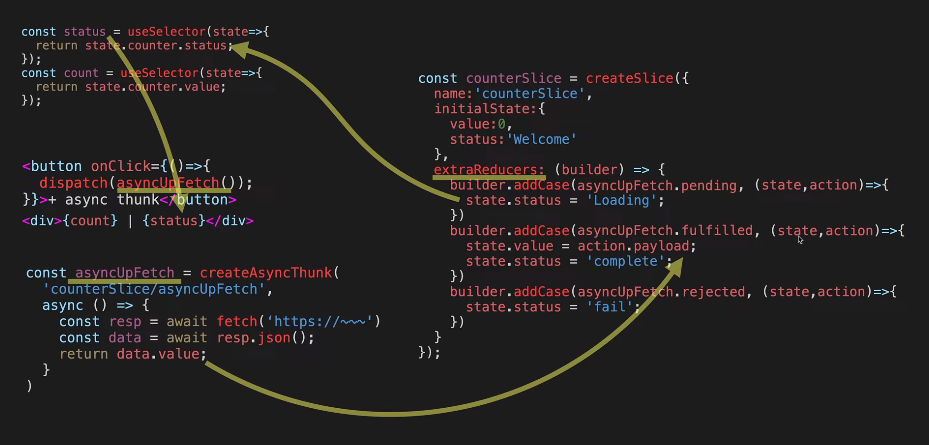 const status = useSelector(state=>{
  return state.counter.status;
});
const count = useSelector(state=>{
  return state.counter.value;
});
<button onClick={()=>{
  dispatch(asyncUpFetch());
}}>+ async thunk</button>
<div>{count} | {status}</div>
const asyncUpFetch = createAsyncThunk(
  'counterSlice/asyncUpFetch',
  async () => {
    const resp = await fetch('https://~~~')
    const data = await resp.json();
    return data.value;
  }
)
const counterSlice = createSlice({
  name:'counterSlice',
  initialState:{
    value:0,
    status:'Welcome'
  },
  extraReducers: (builder) => {
    builder.addCase(asyncUpFetch.pending, (state,action)=>{
      state.status = 'Loading';
    })
    builder.addCase(asyncUpFetch.fulfilled, (state,action)=>{
      state.value = action.payload;
      state.status = 'complete';
    })
    builder.addCase(asyncUpFetch.rejected, (state,action)=>{
      state.status = 'fail';
    })
  }
});